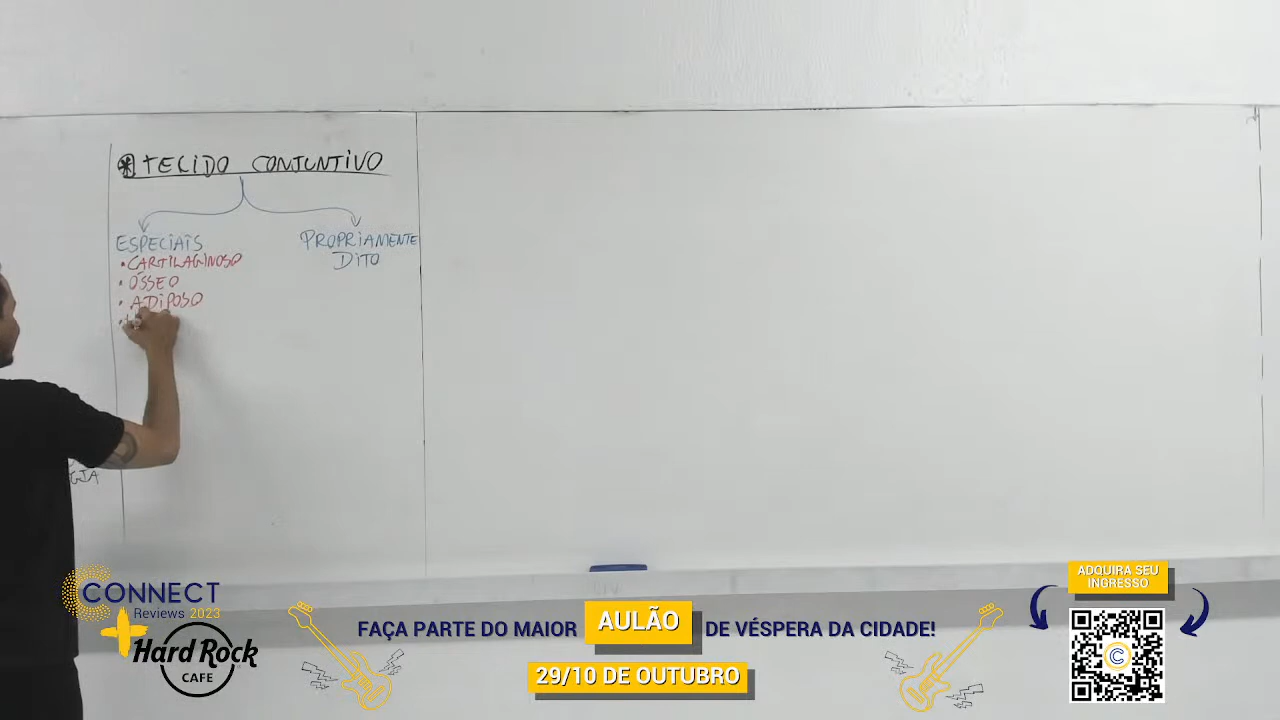 * TECIDO CONJUNTIVO
ESPECIAIS
• CARTILAGINOSO
• ÓSSEO
• ADIPOSO
PROPRIAMENTE
DITO
GIA
CONNECT
Reviews 2023
+
Hard Rock
CAFE
FAÇA PARTE DO MAIOR AULÃO DE VÉSPERA DA CIDADE!
29/10 DE OUTUBRO
ADQUIRA SEU
INGRESSO